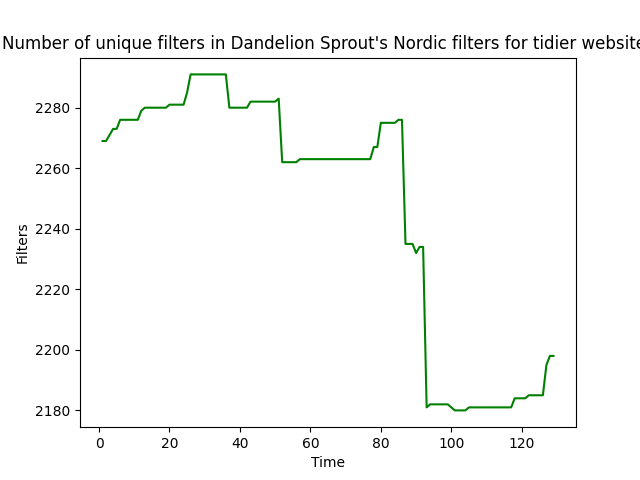 Number of unique filters in Dandelion Sprout's Nordic filters for tidier website
2280
2260
2240
2220
2200
2180
Filters
0 20 40 60 80 100 120
Time